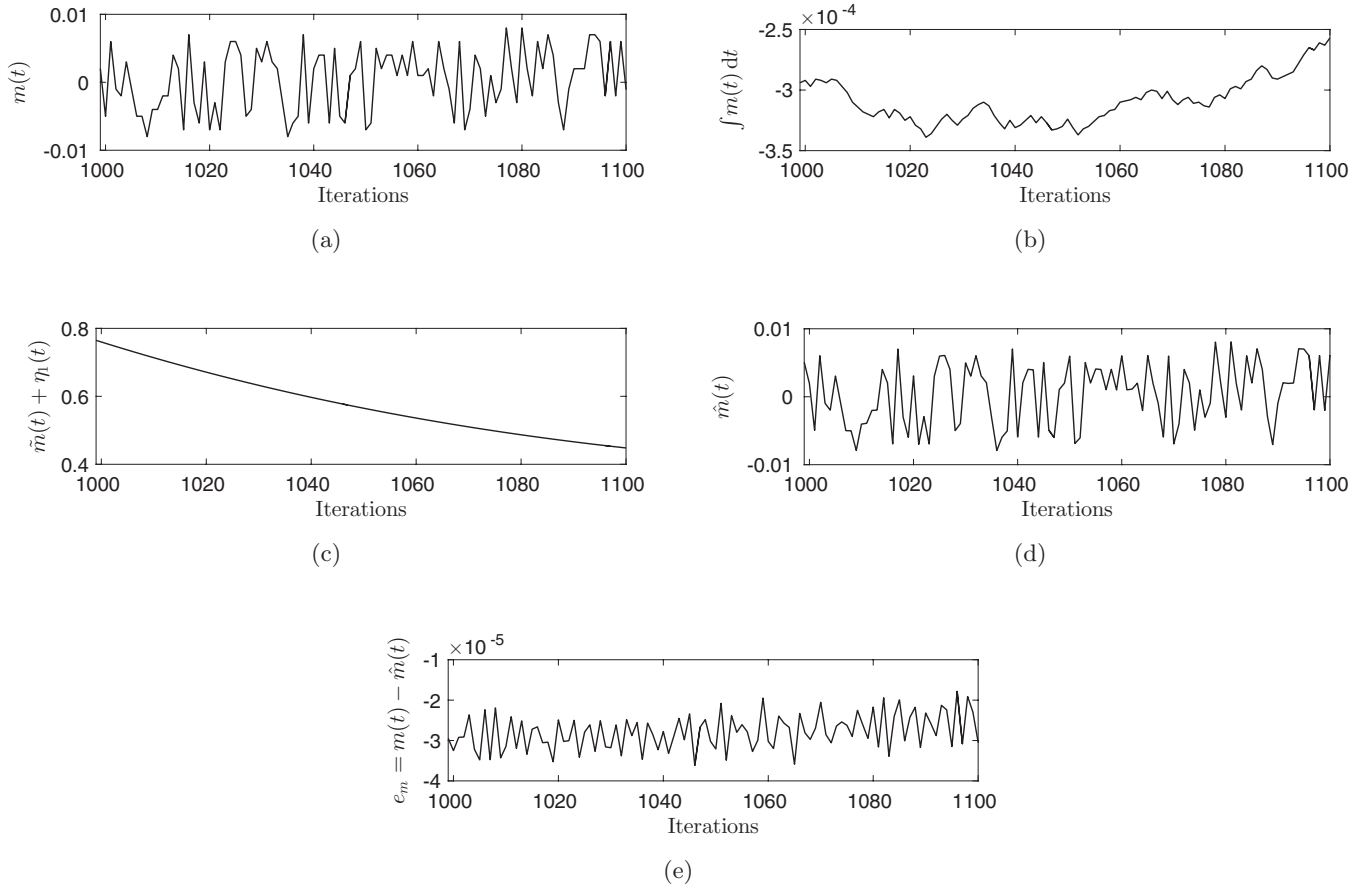 0.01
0
-0.01
m(t)
1000 1020 1040 1060 1080 1100
Iterations
(a)
×10 -4
-2.5
-3
-3.5
∫ m(t) dt
1000 1020 1040 1060 1080 1100
Iterations
(b)
0.8
0.6
0.4
m̃(t) + η₁(t)
1000 1020 1040 1060 1080 1100
Iterations
(c)
0.01
0
-0.01
m̂(t)
1000 1020 1040 1060 1080 1100
Iterations
(d)
×10 -5
-1
-2
-3
-4
eₘ = m(t) − m̂(t)
1000 1020 1040 1060 1080 1100
Iterations
(e)